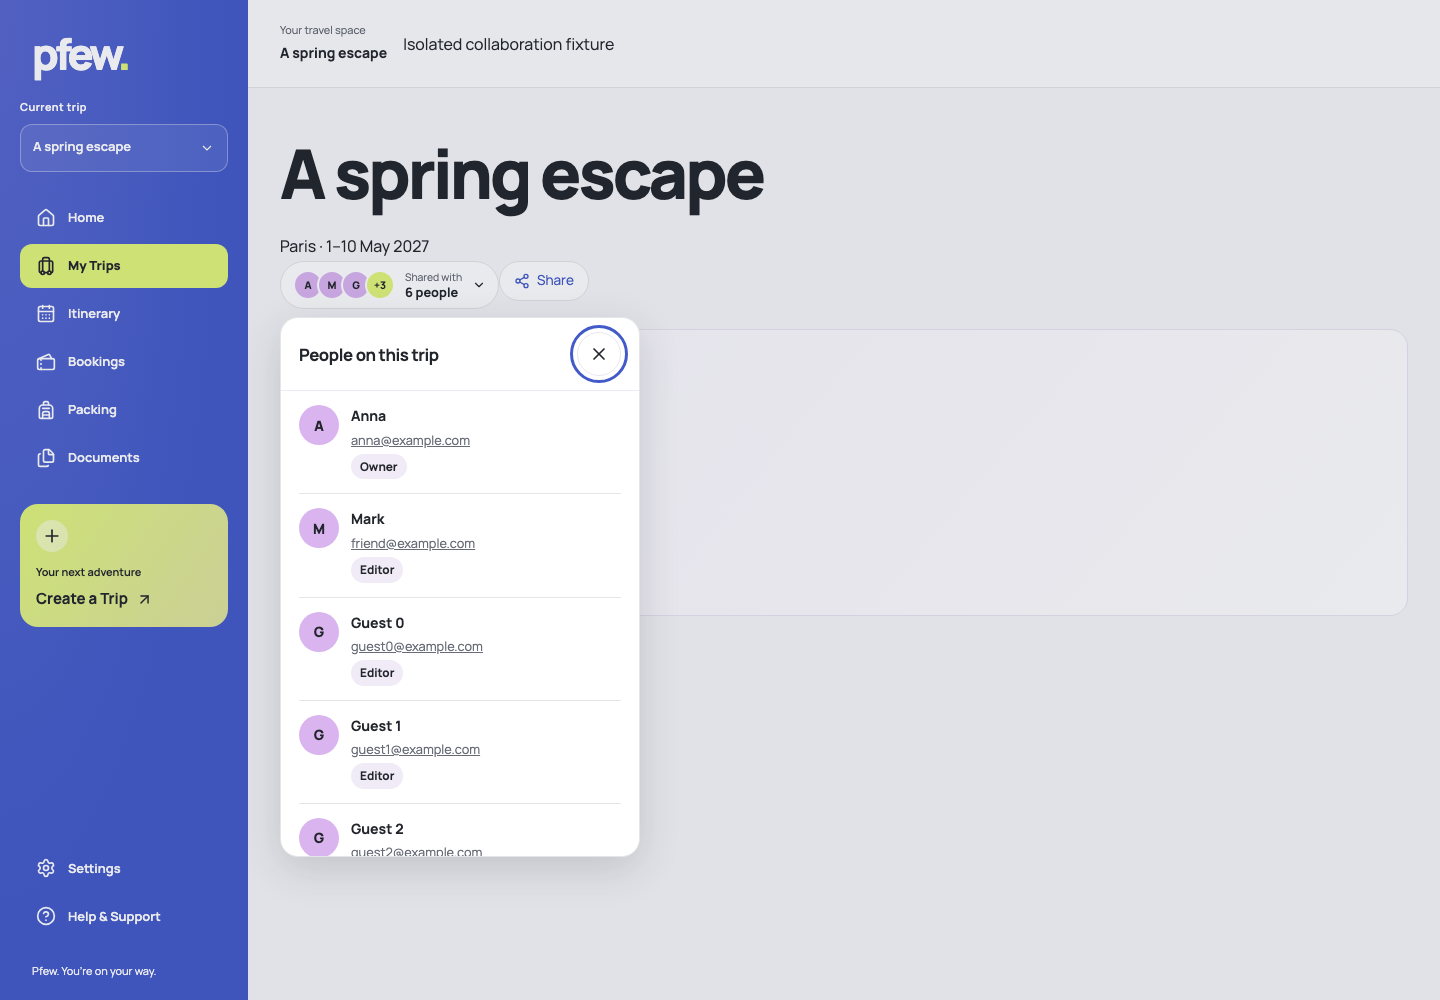 pfew.
Current trip
A spring escape
Home
My Trips
Itinerary
Bookings
Packing
Documents
Your next adventure
Create a Trip
Settings
Help & Support
Pfew. You're on your way.
Your travel space
A spring escape
Isolated collaboration fixture
A spring escape
Paris · 1–10 May 2027
A M G +3
Shared with
6 people
Share
People on this trip
A
Anna
anna@example.com
Owner
M
Mark
friend@example.com
Editor
G
Guest 0
guest0@example.com
Editor
G
Guest 1
guest1@example.com
Editor
G
Guest 2
guest2@example.com